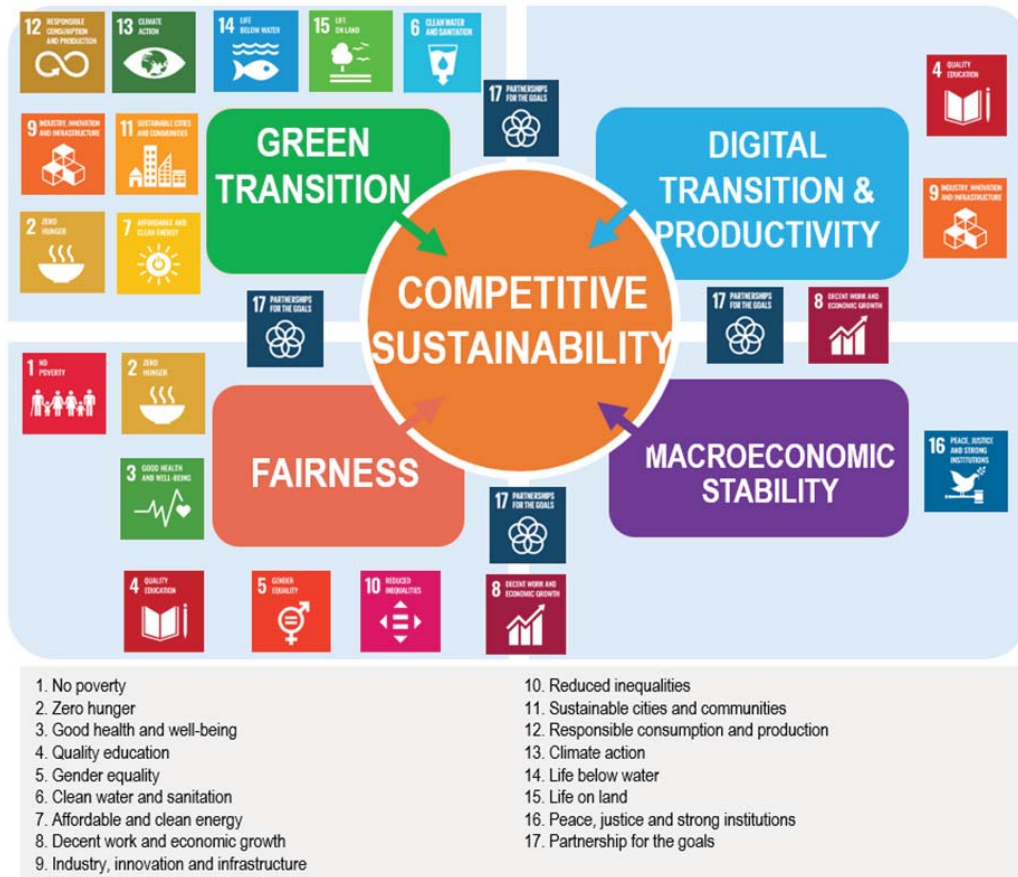 12 RESPONSIBLE
CONSUMPTION
AND PRODUCTION
13 CLIMATE
ACTION
14 LIFE
BELOW WATER
15 LIFE
ON LAND
6 CLEAN WATER
AND SANITATION
17 PARTNERSHIPS
FOR THE GOALS
4 QUALITY
EDUCATION
9 INDUSTRY, INNOVATION
AND INFRASTRUCTURE
11 SUSTAINABLE CITIES
AND COMMUNITIES
GREEN
TRANSITION
DIGITAL
TRANSITION &
PRODUCTIVITY
9 INDUSTRY, INNOVATION
AND INFRASTRUCTURE
2 ZERO
HUNGER
7 AFFORDABLE AND
CLEAN ENERGY
COMPETITIVE
SUSTAINABILITY
17 PARTNERSHIPS
FOR THE GOALS
17 PARTNERSHIPS
FOR THE GOALS
8 DECENT WORK AND
ECONOMIC GROWTH
1 NO
POVERTY
2 ZERO
HUNGER
3 GOOD HEALTH
AND WELL-BEING
FAIRNESS
MACROECONOMIC
STABILITY
16 PEACE, JUSTICE
AND STRONG
INSTITUTIONS
17 PARTNERSHIPS
FOR THE GOALS
4 QUALITY
EDUCATION
5 GENDER
EQUALITY
10 REDUCED
INEQUALITIES
8 DECENT WORK AND
ECONOMIC GROWTH
1. No poverty
2. Zero hunger
3. Good health and well-being
4. Quality education
5. Gender equality
6. Clean water and sanitation
7. Affordable and clean energy
8. Decent work and economic growth
9. Industry, innovation and infrastructure
10. Reduced inequalities
11. Sustainable cities and communities
12. Responsible consumption and production
13. Climate action
14. Life below water
15. Life on land
16. Peace, justice and strong institutions
17. Partnership for the goals